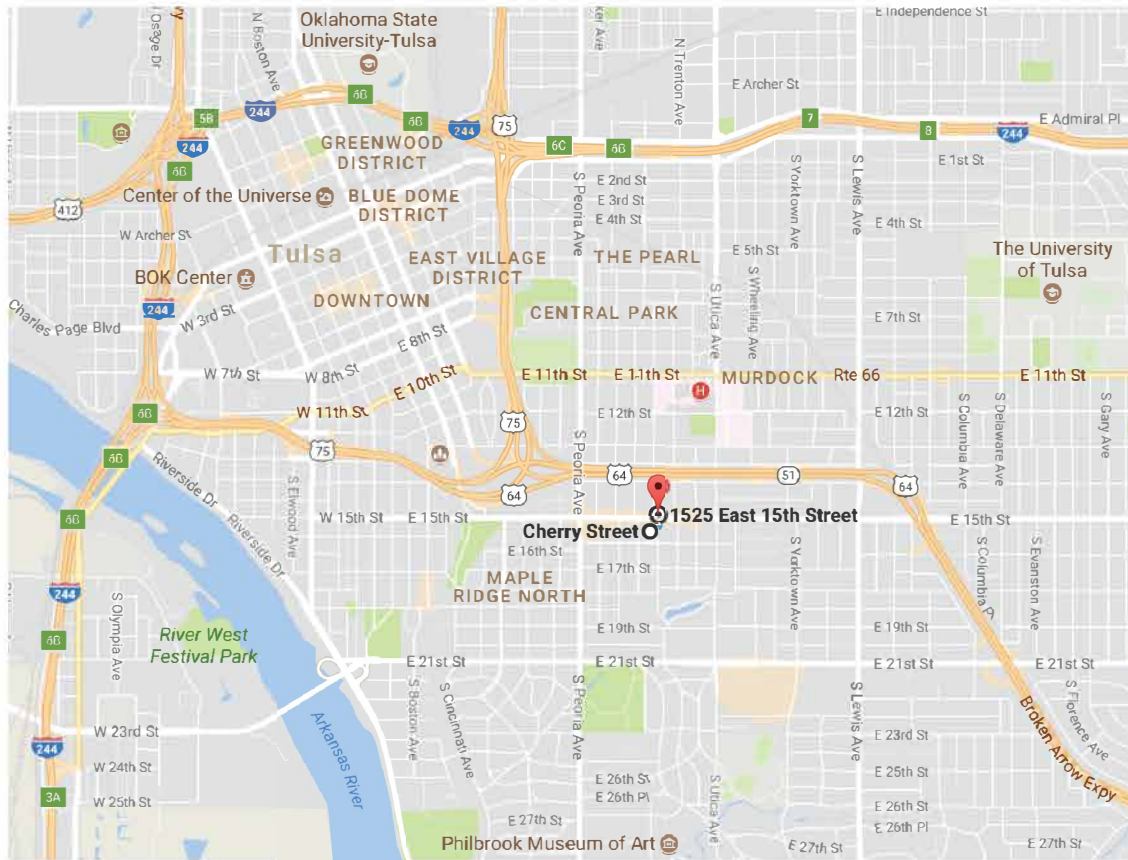 Oklahoma State
University-Tulsa
E Independence St
N Boston Ave
N Trenton Ave
E Archer St
E Admiral Pl
244
6B
5B
6B
244
75
244
6B
6C
6B
7
8
244
GREENWOOD
DISTRICT
E 1st St
S Peoria Ave
E 2nd St
E 3rd St
E 4th St
S Yorktown Ave
S Lewis Ave
E 4th St
Center of the Universe
BLUE DOME
DISTRICT
412
W Archer St
Tulsa
EAST VILLAGE
DISTRICT
THE PEARL
E 5th St
The University
of Tulsa
BOK Center
DOWNTOWN
S Utica Ave
S Wheeling Ave
244
W 3rd St
Charles Page Blvd
CENTRAL PARK
E 7th St
E 8th St
W 7th St
W 8th St
E 10th St
E 11th St
E 11th St
MURDOCK
Rte 66
E 11th St
H
6B
W 11th St
75
E 12th St
E 12th St
S Columbia Ave
S Delaware Ave
S Gary Ave
75
6B
S Peoria Ave
64
64
51
64
Riverside Dr
S Elwood Ave
6B
W 15th St
E 15th St
1525 East 15th Street
E 15th St
Cherry Street
Riverside Dr
E 16th St
E 17th St
S Yorktown Ave
S Columbia Pl
S Evanston Ave
MAPLE
RIDGE NORTH
244
S Olympia Ave
6B
River West
Festival Park
E 19th St
E 19th St
E 21st St
E 21st St
E 21st St
E 21st St
S Boston Ave
S Cincinnati Ave
S Peoria Ave
S Lewis Ave
S Florence Ave
Arkansas River
W 23rd St
E 23rd St
Broken Arrow Expy
244
W 24th St
E 25th St
3A
W 25th St
E 26th St
E 26th Pl
S Utica Ave
E 26th St
E 26th Pl
E 27th St
Philbrook Museum of Art
E 27th St
E 27th St